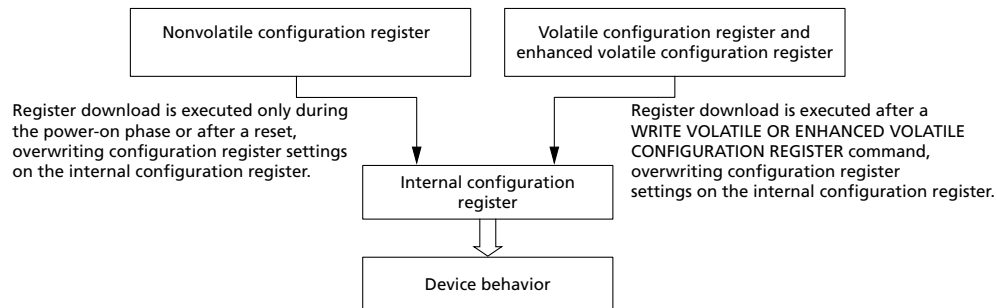 Nonvolatile configuration register
Volatile configuration register and
enhanced volatile configuration register
Register download is executed only during
the power-on phase or after a reset,
overwriting configuration register settings
on the internal configuration register.
Register download is executed after a
WRITE VOLATILE OR ENHANCED VOLATILE
CONFIGURATION REGISTER command,
overwriting configuration register
settings on the internal configuration register.
Internal configuration
register
Device behavior